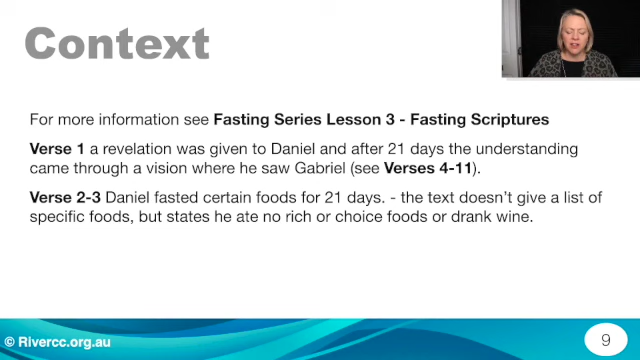 Context
For more information see Fasting Series Lesson 3 - Fasting Scriptures
Verse 1 a revelation was given to Daniel and after 21 days the understanding
came through a vision where he saw Gabriel (see Verses 4-11).
Verse 2-3 Daniel fasted certain foods for 21 days. - the text doesn't give a list of
specific foods, but states he ate no rich or choice foods or drank wine.
© Rivercc.org.au
9